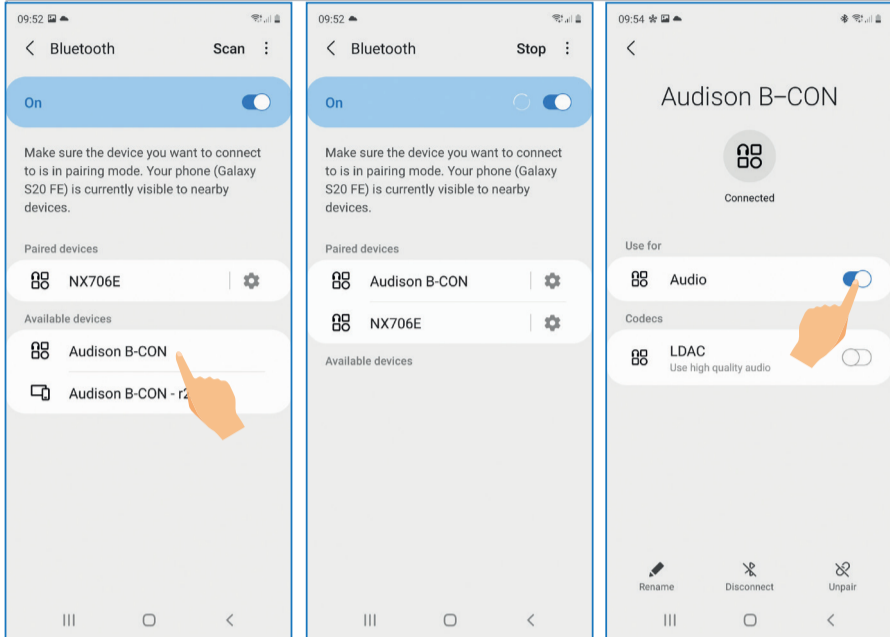 09:52
Bluetooth
Scan
On
Make sure the device you want to connect
to is in pairing mode. Your phone (Galaxy
S20 FE) is currently visible to nearby
devices.
Paired devices
NX706E
Available devices
Audison B-CON
Audison B-CON - r2
09:52
Bluetooth
Stop
On
Make sure the device you want to connect
to is in pairing mode. Your phone (Galaxy
S20 FE) is currently visible to nearby
devices.
Paired devices
Audison B-CON
NX706E
Available devices
09:54
Audison B-CON
Connected
Use for
Audio
Codecs
LDAC
Use high quality audio
Rename
Disconnect
Unpair